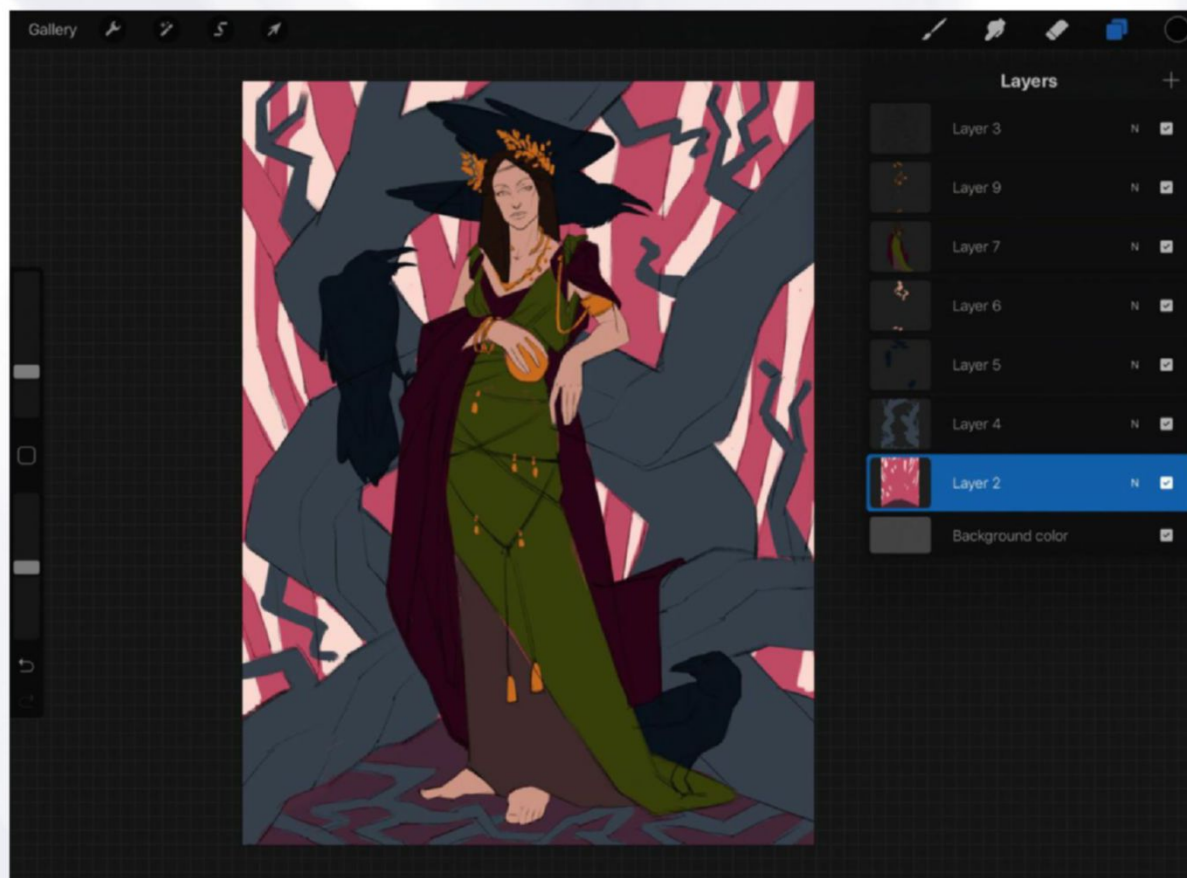 Gallery
Layers
Layer 3 N
Layer 9 N
Layer 7 N
Layer 6 N
Layer 5 N
Layer 4 N
Layer 2 N
Background color